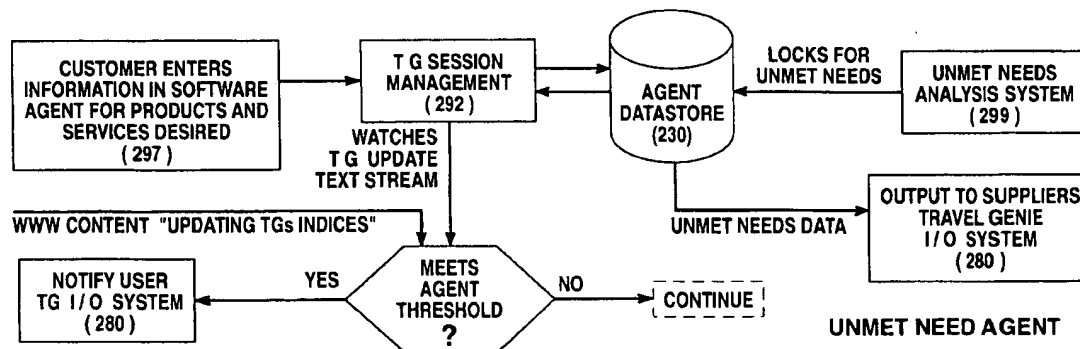 CUSTOMER ENTERS
INFORMATION IN SOFTWARE
AGENT FOR PRODUCTS AND
SERVICES DESIRED
(297)
T G SESSION
MANAGEMENT
(292)
AGENT
DATASTORE
(230)
LOCKS FOR
UNMET NEEDS
UNMET NEEDS
ANALYSIS SYSTEM
(299)
WATCHES
T G UPDATE
TEXT STREAM
WWW CONTENT "UPDATING TGs INDICES"
UNMET NEEDS DATA
OUTPUT TO SUPPLIERS
TRAVEL GENIE
I/O SYSTEM
(280)
NOTIFY USER
TG I/O SYSTEM
(280)
YES
MEETS
AGENT
THRESHOLD
?
NO
CONTINUE
UNMET NEED AGENT